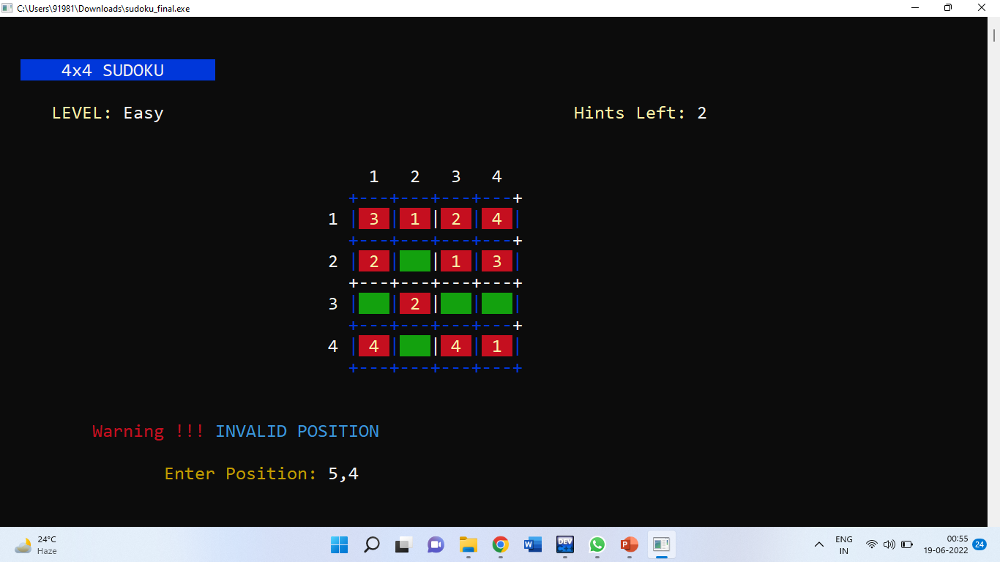 C:\Users\91981\Downloads\sudoku_final.exe
4x4 SUDOKU
LEVEL: Easy Hints Left: 2
1 2 3 4
+---+---+---+---+
1 | 3 | 1 | 2 | 4 |
+---+---+---+---+
2 | 2 | | 1 | 3 |
+---+---+---+---+
3 | | 2 | | |
+---+---+---+---+
4 | 4 | | 4 | 1 |
+---+---+---+---+
Warning !!! INVALID POSITION
Enter Position: 5,4
24°C
Haze
W
DEV
C++
P
ENG
IN
00:55
19-06-2022
24